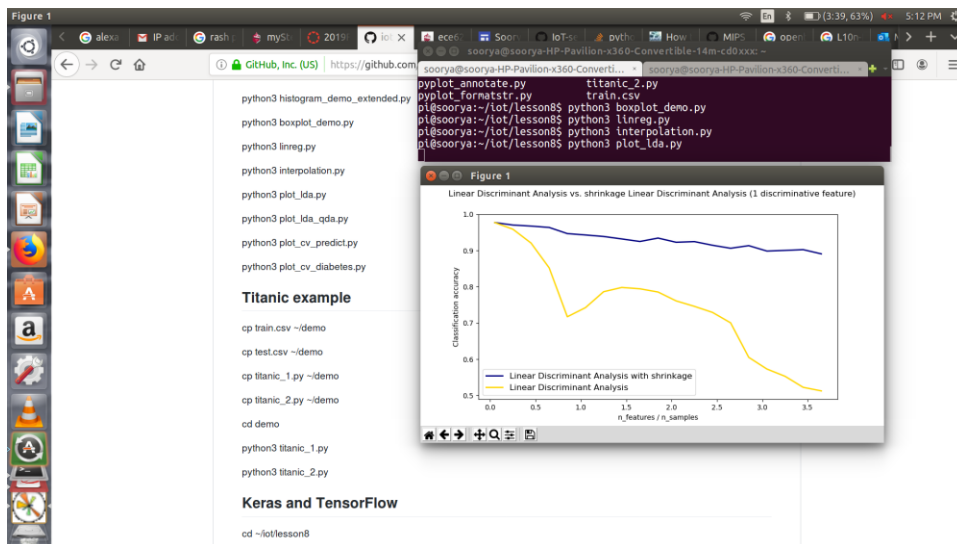 Figure 1
En (3:39, 63%) 5:12 PM
alexa IP ad rash mySt 2019 ece6 Soor IoT-s pytho How MIPS open L10n
soorya@soorya-HP-Pavilion-x360-Convertible-14m-cd0xxx: ~
GitHub, Inc. (US) https://github.com
soorya@soorya-HP-Pavilion-x360-Converti... soorya@soorya-HP-Pavilion-x360-Converti...
pyplot_annotate.py titanic_2.py
pyplot_formatstr.py train.csv
pi@soorya:~/iot/lesson8$ python3 boxplot_demo.py
pi@soorya:~/iot/lesson8$ python3 linreg.py
pi@soorya:~/iot/lesson8$ python3 interpolation.py
pi@soorya:~/iot/lesson8$ python3 plot_lda.py
python3 histogram_demo_extended.py
python3 boxplot_demo.py
python3 linreg.py
python3 interpolation.py
python3 plot_lda.py
python3 plot_lda_qda.py
python3 plot_cv_predict.py
python3 plot_cv_diabetes.py
Titanic example
cp train.csv ~/demo
cp test.csv ~/demo
cp titanic_1.py ~/demo
cp titanic_2.py ~/demo
cd demo
python3 titanic_1.py
python3 titanic_2.py
Keras and TensorFlow
cd ~/iot/lesson8
Figure 1
Linear Discriminant Analysis vs. shrinkage Linear Discriminant Analysis (1 discriminative feature)
1.0
0.9
0.8
0.7
0.6
0.5
Classification accuracy
Linear Discriminant Analysis with shrinkage
Linear Discriminant Analysis
0.0 0.5 1.0 1.5 2.0 2.5 3.0 3.5
n_features / n_samples